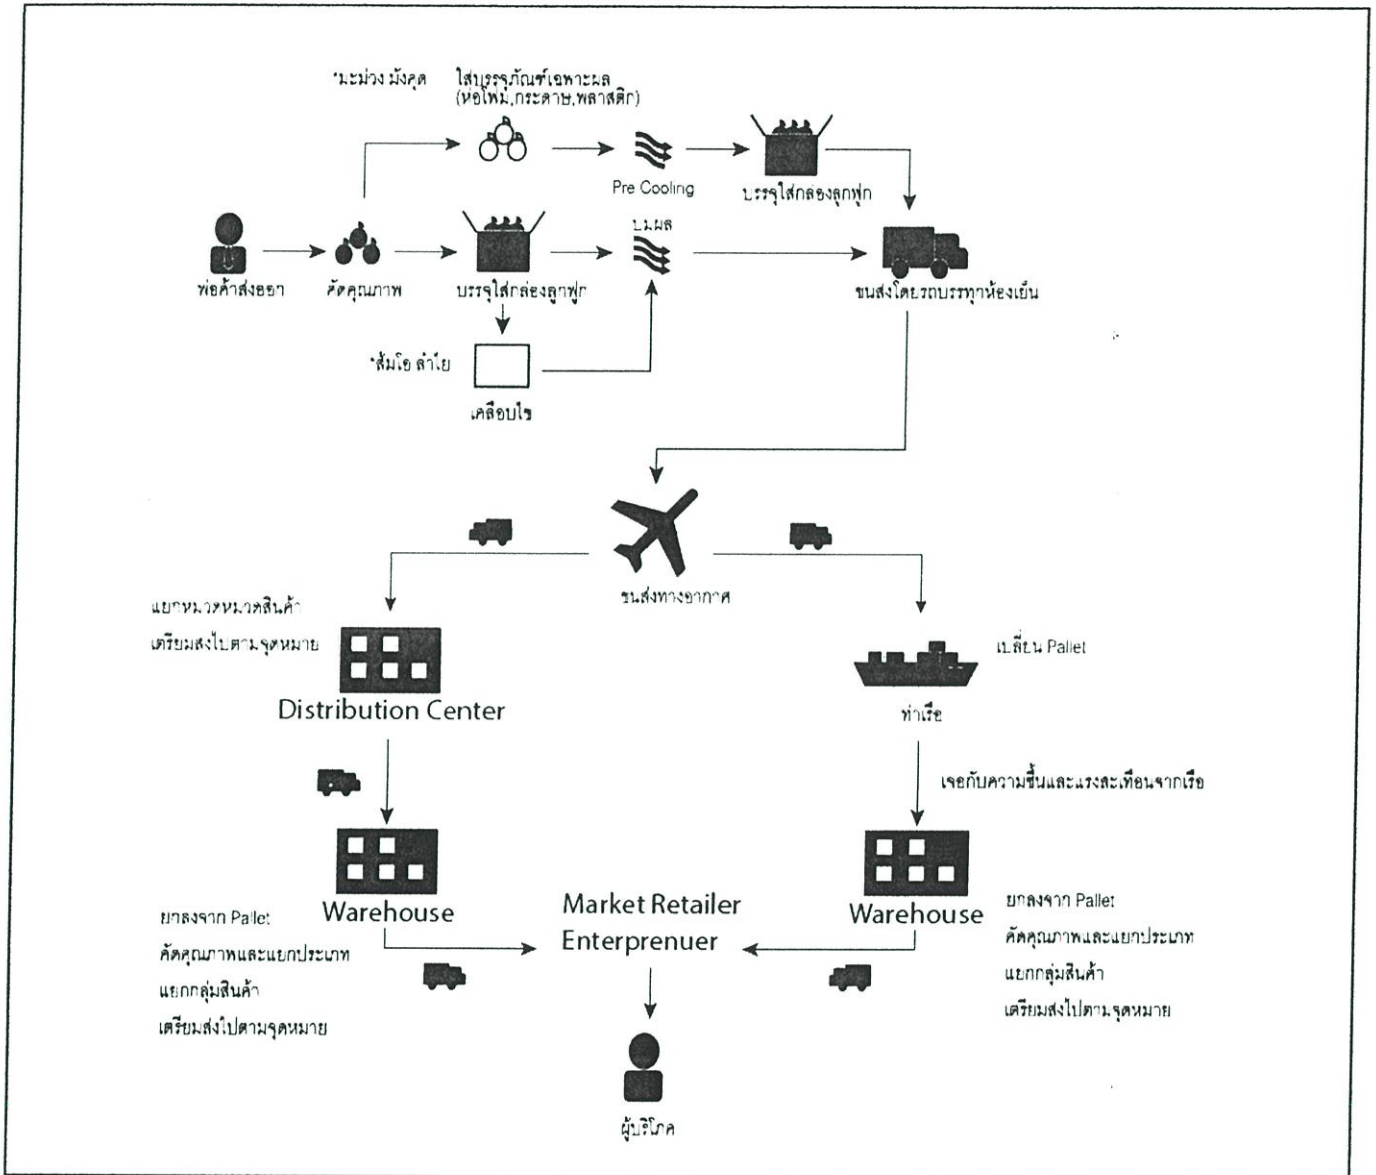 *มะม่วง มังคุด
ใส่บรรจุภัณฑ์เฉพาะผล
(ห่อโฟม,กระดาษ,พลาสติก)
Pre Cooling
บรรจุใส่กล่องลูกฟูก
บ่มผล
พ่อค้าส่งออก
คัดคุณภาพ
บรรจุใส่กล่องลูกฟูก
ขนส่งโดยรถบรรทุกห้องเย็น
*ส้มโอ ลำไย
เคลือบไข
ขนส่งทางอากาศ
แยกหมวดหมวดสินค้า
เตรียมส่งไปตามจุดหมาย
Distribution Center
เปลี่ยน Pallet
ท่าเรือ
เจอกับความชื้นและแรงสะเทือนจากเรือ
Warehouse
ยกลงจาก Pallet
คัดคุณภาพและแยกประเภท
แยกกลุ่มสินค้า
เตรียมส่งไปตามจุดหมาย
Market Retailer
Enterprenuer
Warehouse
ยกลงจาก Pallet
คัดคุณภาพและแยกประเภท
แยกกลุ่มสินค้า
เตรียมส่งไปตามจุดหมาย
ผู้บริโภค